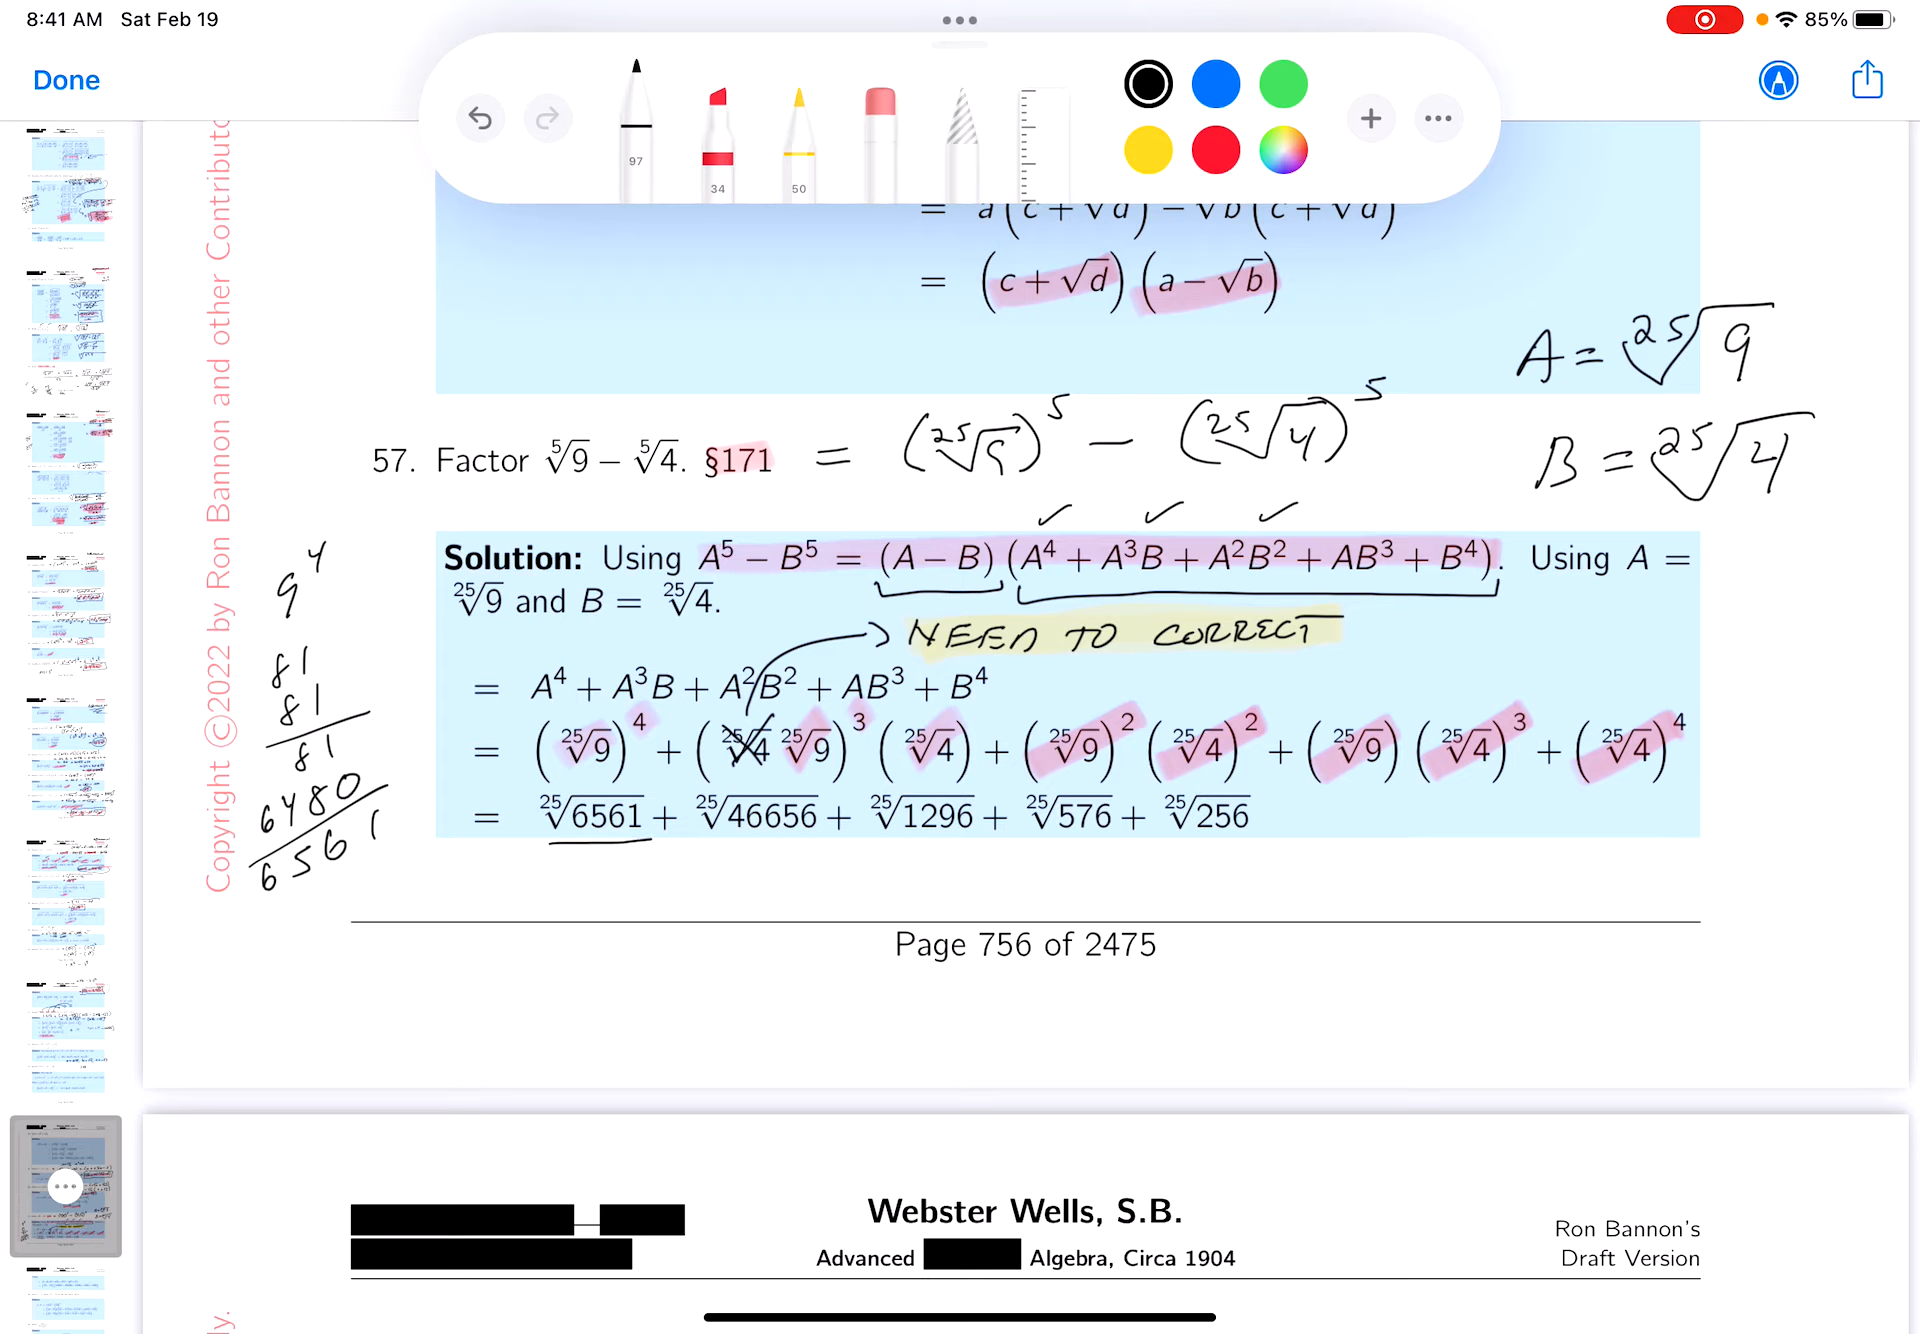 8:41 AM Sat Feb 19
85%
Done
97
34
50
= a(c + √d) − √b(c + √d)
= (c + √d)(a − √b)
A = ²⁵√9
57. Factor ⁵√9 − ⁵√4. §171 = (²⁵√9)⁵ − (²⁵√4)⁵
B = ²⁵√4
✓ ✓ ✓
Solution: Using A⁵ − B⁵ = (A − B)(A⁴ + A³B + A²B² + AB³ + B⁴). Using A =
²⁵√9 and B = ²⁵√4.
→ NEED TO CORRECT
= A⁴ + A³B + A²B² + AB³ + B⁴
= (²⁵√9)⁴ + (²⁵√4 ²⁵√9)³ (²⁵√4) + (²⁵√9)² (²⁵√4)² + (²⁵√9)(²⁵√4)³ + (²⁵√4)⁴
= ²⁵√6561 + ²⁵√46656 + ²⁵√1296 + ²⁵√576 + ²⁵√256
9⁴
81
81
81
6480
6561
Copyright ©2022 by Ron Bannon and other Contributo
Page 756 of 2475
Webster Wells, S.B.
Advanced Algebra, Circa 1904
Ron Bannon's
Draft Version
ly.